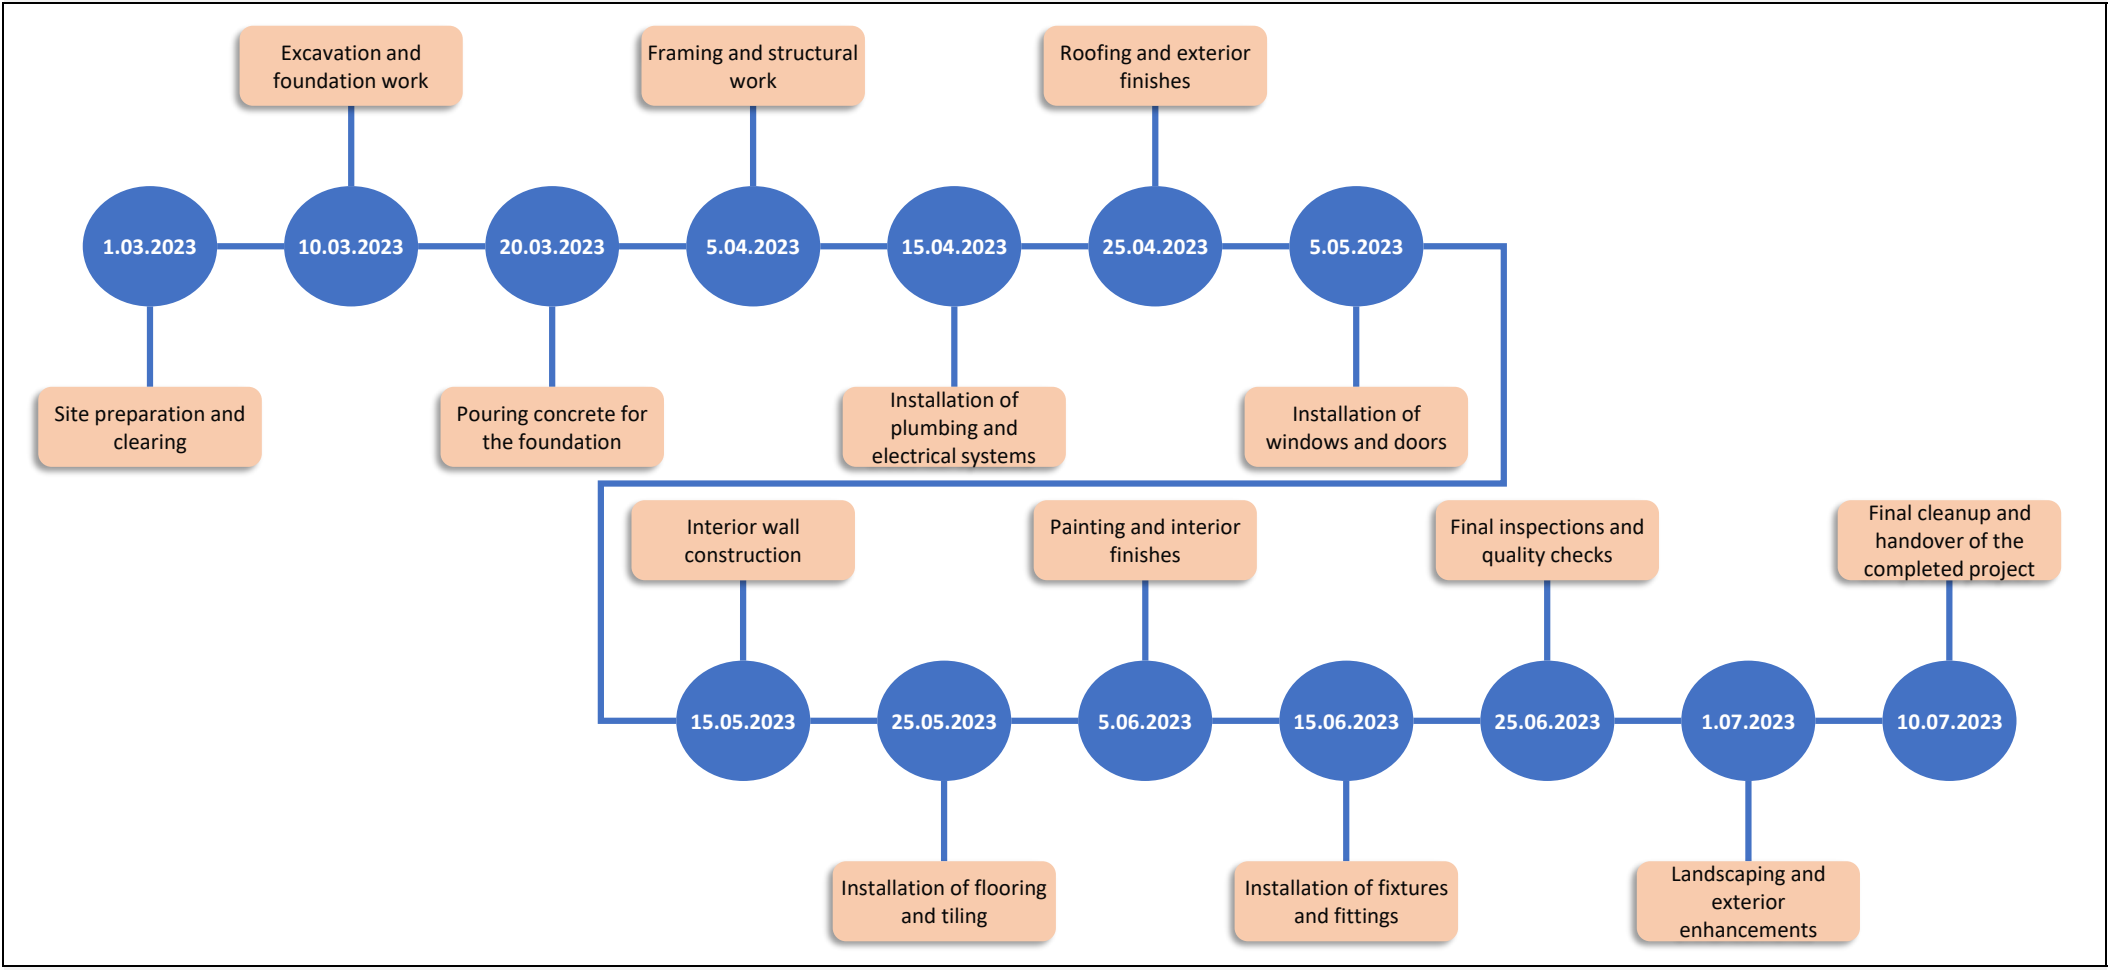 Excavation and
foundation work
Framing and structural
work
Roofing and exterior
finishes
1.03.2023
10.03.2023
20.03.2023
5.04.2023
15.04.2023
25.04.2023
5.05.2023
Site preparation and
clearing
Pouring concrete for
the foundation
Installation of
plumbing and
electrical systems
Installation of
windows and doors
Interior wall
construction
Painting and interior
finishes
Final inspections and
quality checks
Final cleanup and
handover of the
completed project
15.05.2023
25.05.2023
5.06.2023
15.06.2023
25.06.2023
1.07.2023
10.07.2023
Installation of flooring
and tiling
Installation of fixtures
and fittings
Landscaping and
exterior
enhancements